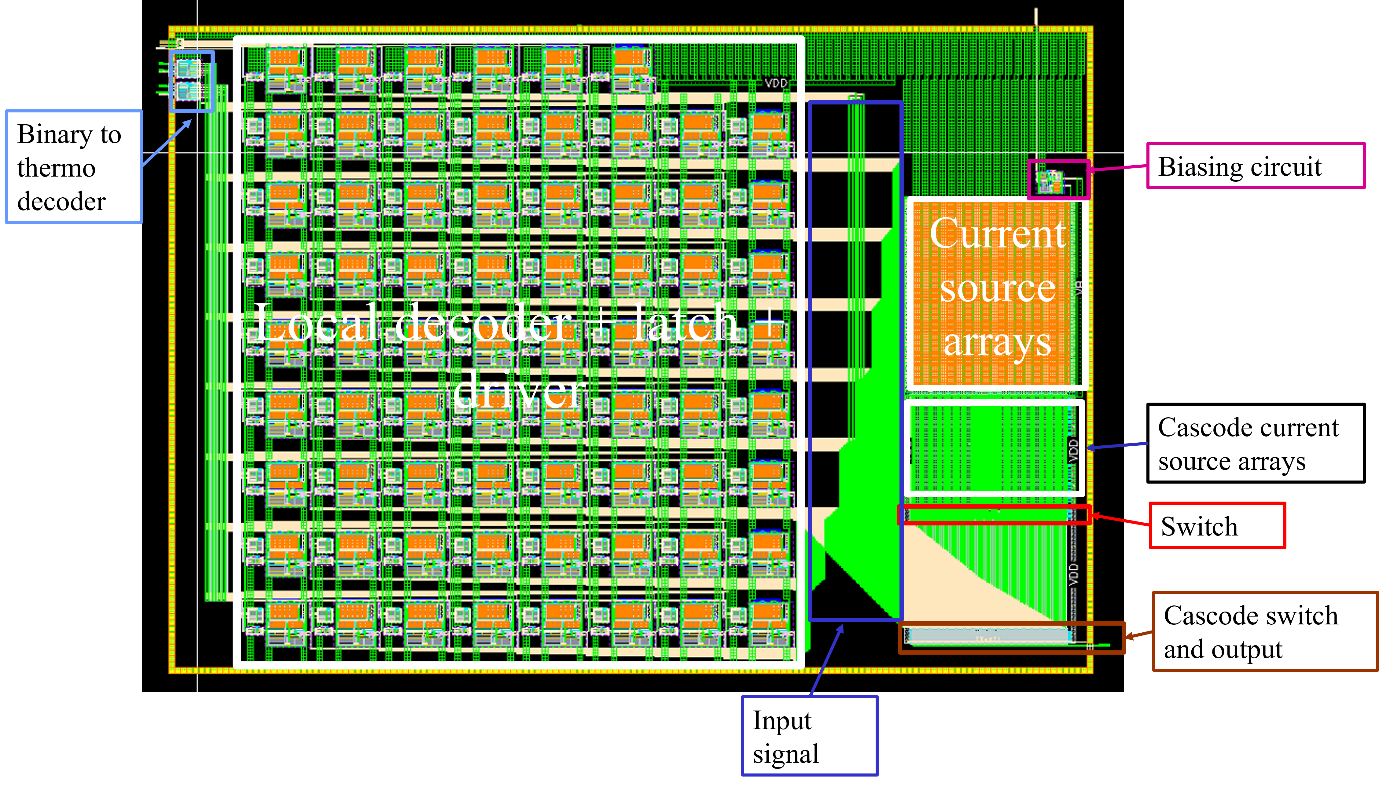 VDD
Binary to
thermo
decoder
Biasing circuit
Current
source
arrays
Local decoder + latch +
driver
VDD
Cascode current
source arrays
Switch
VDD
Cascode switch
and output
Input
signal